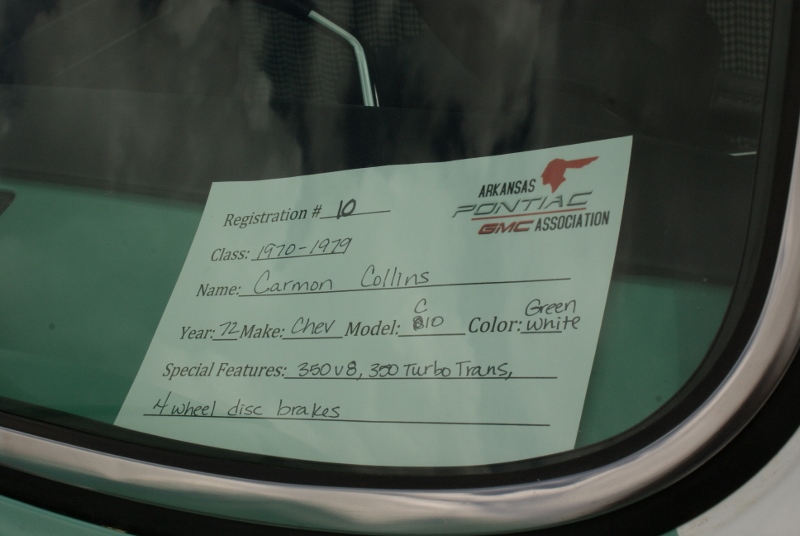 ARKANSAS
PONTIAC
GMC ASSOCIATION
Registration # 10
Class: 1970-1979
Name: Carmon Collins
Year: 72 Make: Chev Model: C10 Color: Green White
Special Features: 350 V8, 350 Turbo Trans,
4 wheel disc brakes